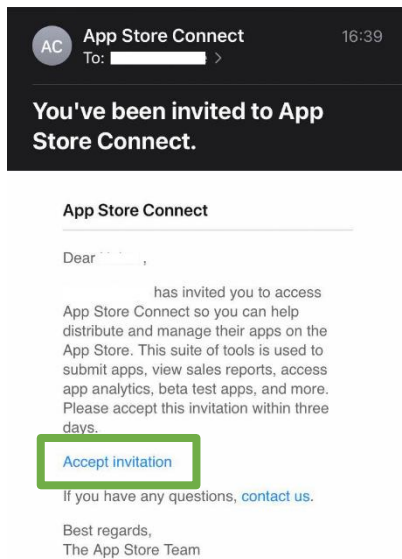 AC
App Store Connect
16:39
To:
You've been invited to App
Store Connect.
App Store Connect
Dear ,
has invited you to access
App Store Connect so you can help
distribute and manage their apps on the
App Store. This suite of tools is used to
submit apps, view sales reports, access
app analytics, beta test apps, and more.
Please accept this invitation within three
days.
Accept invitation
If you have any questions, contact us.
Best regards,
The App Store Team